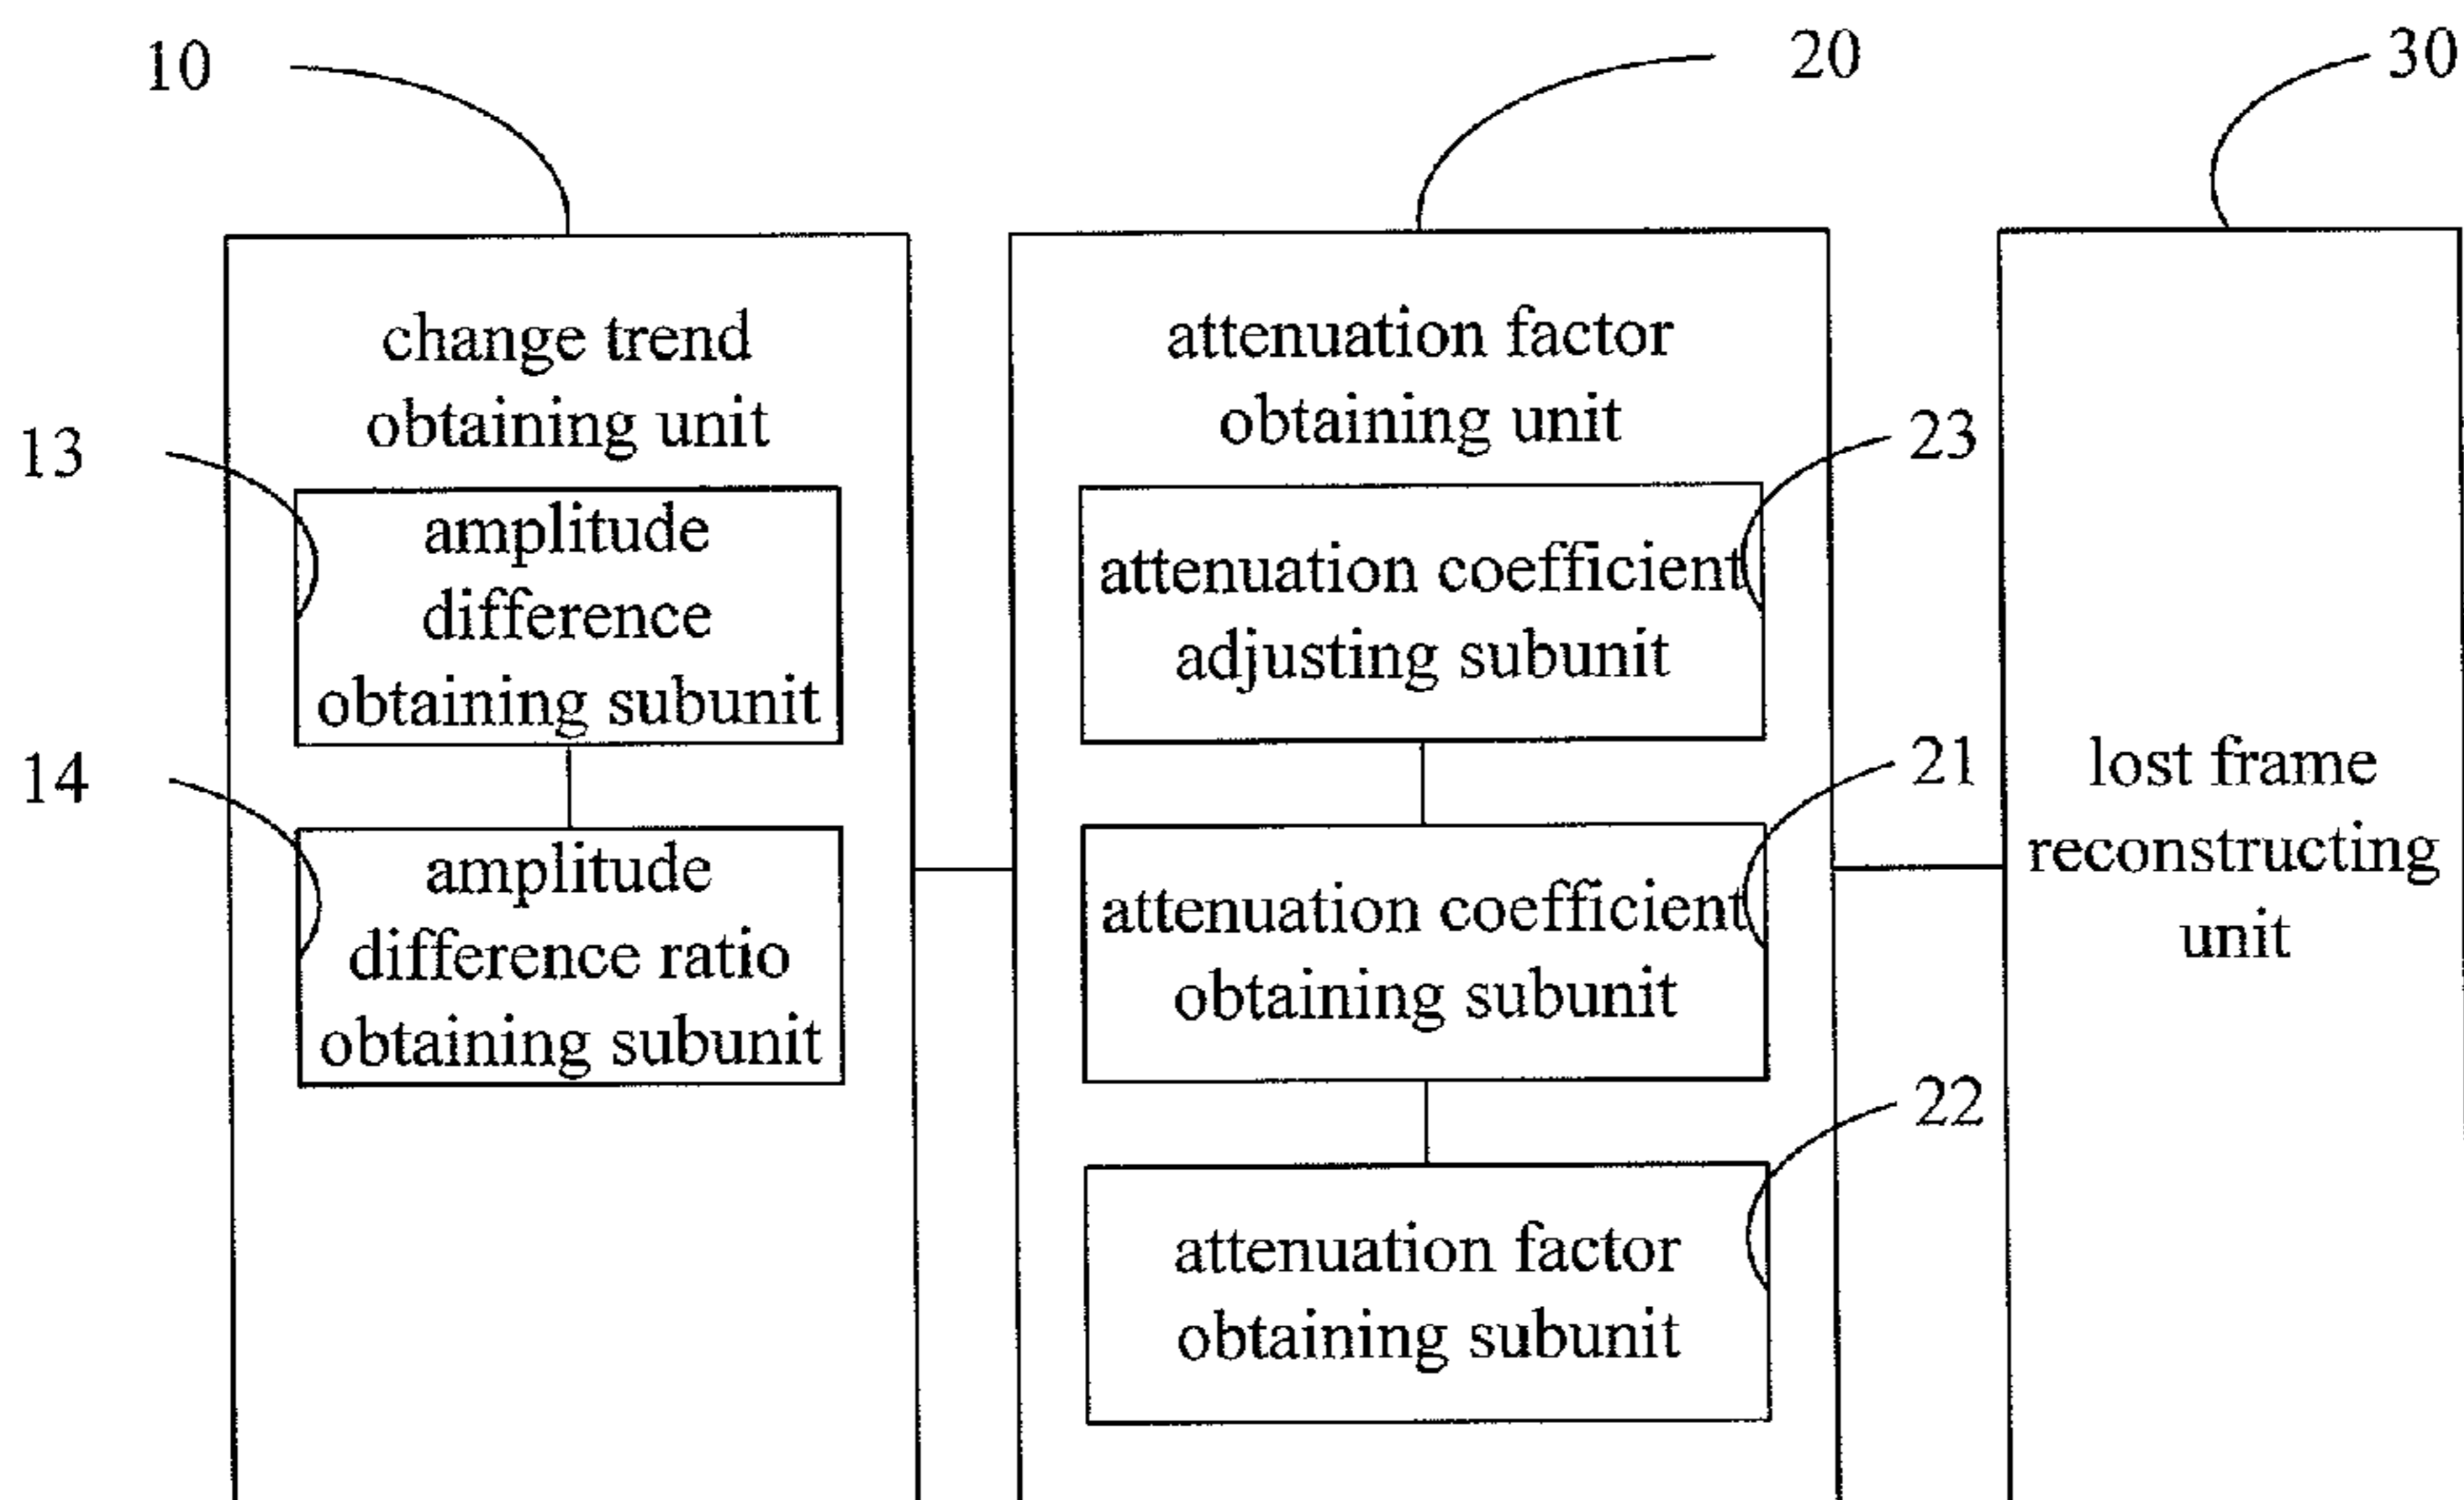 10
20
30
change trend
obtaining unit
13
amplitude
difference
obtaining subunit
14
amplitude
difference ratio
obtaining subunit
attenuation factor
obtaining unit
23
attenuation coefficient
adjusting subunit
21
attenuation coefficient
obtaining subunit
22
attenuation factor
obtaining subunit
lost frame
reconstructing
unit